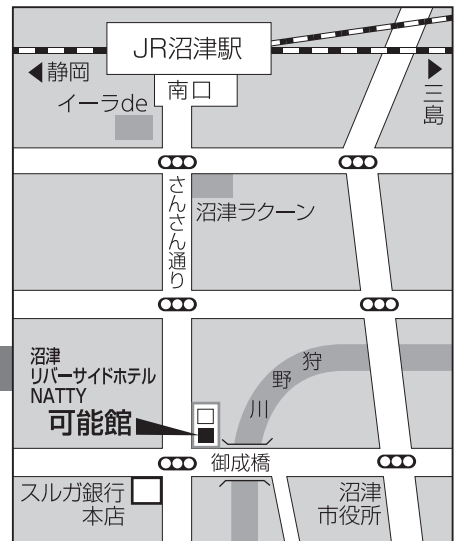 JR沼津駅
静岡
南口
三島
イーラde
さんさん通り
沼津ラクーン
狩野川
沼津
リバーサイドホテル
NATTY
可能館
御成橋
スルガ銀行
本店
沼津
市役所